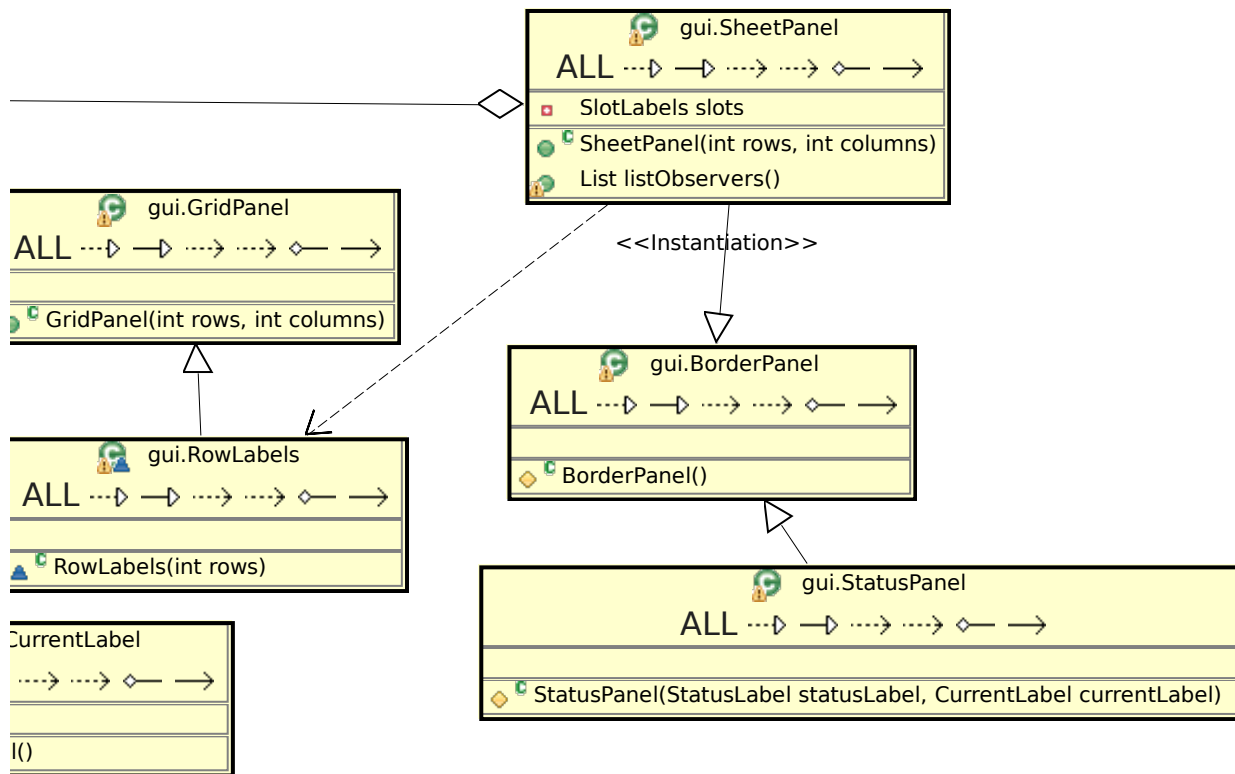 gui.SheetPanel
ALL
SlotLabels slots
SheetPanel(int rows, int columns)
List listObservers()
gui.GridPanel
ALL
GridPanel(int rows, int columns)
<<Instantiation>>
gui.BorderPanel
ALL
BorderPanel()
gui.RowLabels
ALL
RowLabels(int rows)
gui.StatusPanel
ALL
StatusPanel(StatusLabel statusLabel, CurrentLabel currentLabel)
CurrentLabel
l()